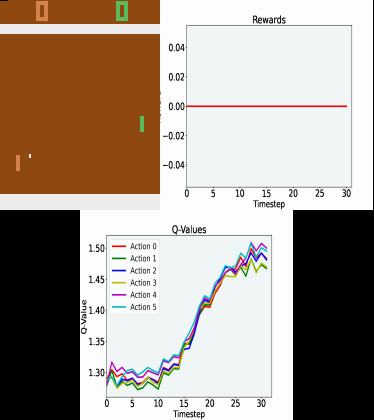 0 0
Rewards
0.04
0.02
0.00
−0.02
−0.04
0 5 10 15 20 25 30
Timestep
Q-Values
1.50
1.45
1.40
1.35
1.30
Q-Value
Action 0
Action 1
Action 2
Action 3
Action 4
Action 5
0 5 10 15 20 25 30
Timestep